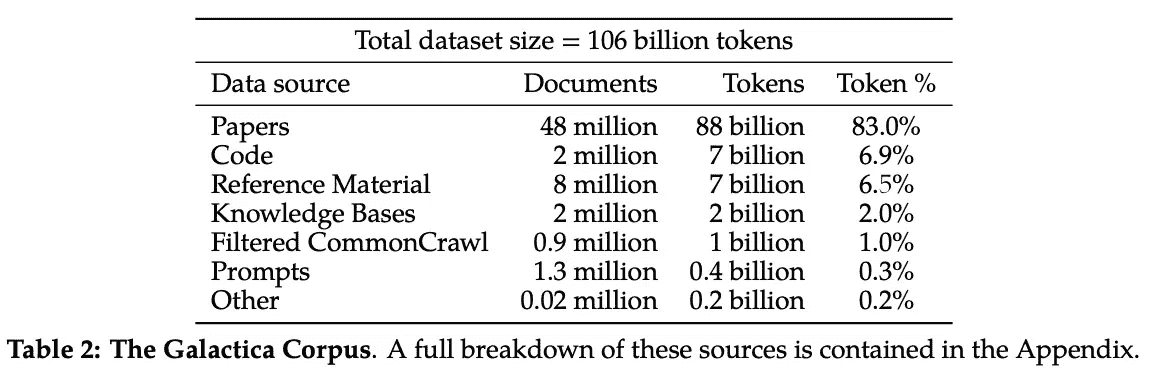 Total dataset size = 106 billion tokens
Data source Documents Tokens Token %
Papers 48 million 88 billion 83.0%
Code 2 million 7 billion 6.9%
Reference Material 8 million 7 billion 6.5%
Knowledge Bases 2 million 2 billion 2.0%
Filtered CommonCrawl 0.9 million 1 billion 1.0%
Prompts 1.3 million 0.4 billion 0.3%
Other 0.02 million 0.2 billion 0.2%
Table 2: The Galactica Corpus. A full breakdown of these sources is contained in the Appendix.